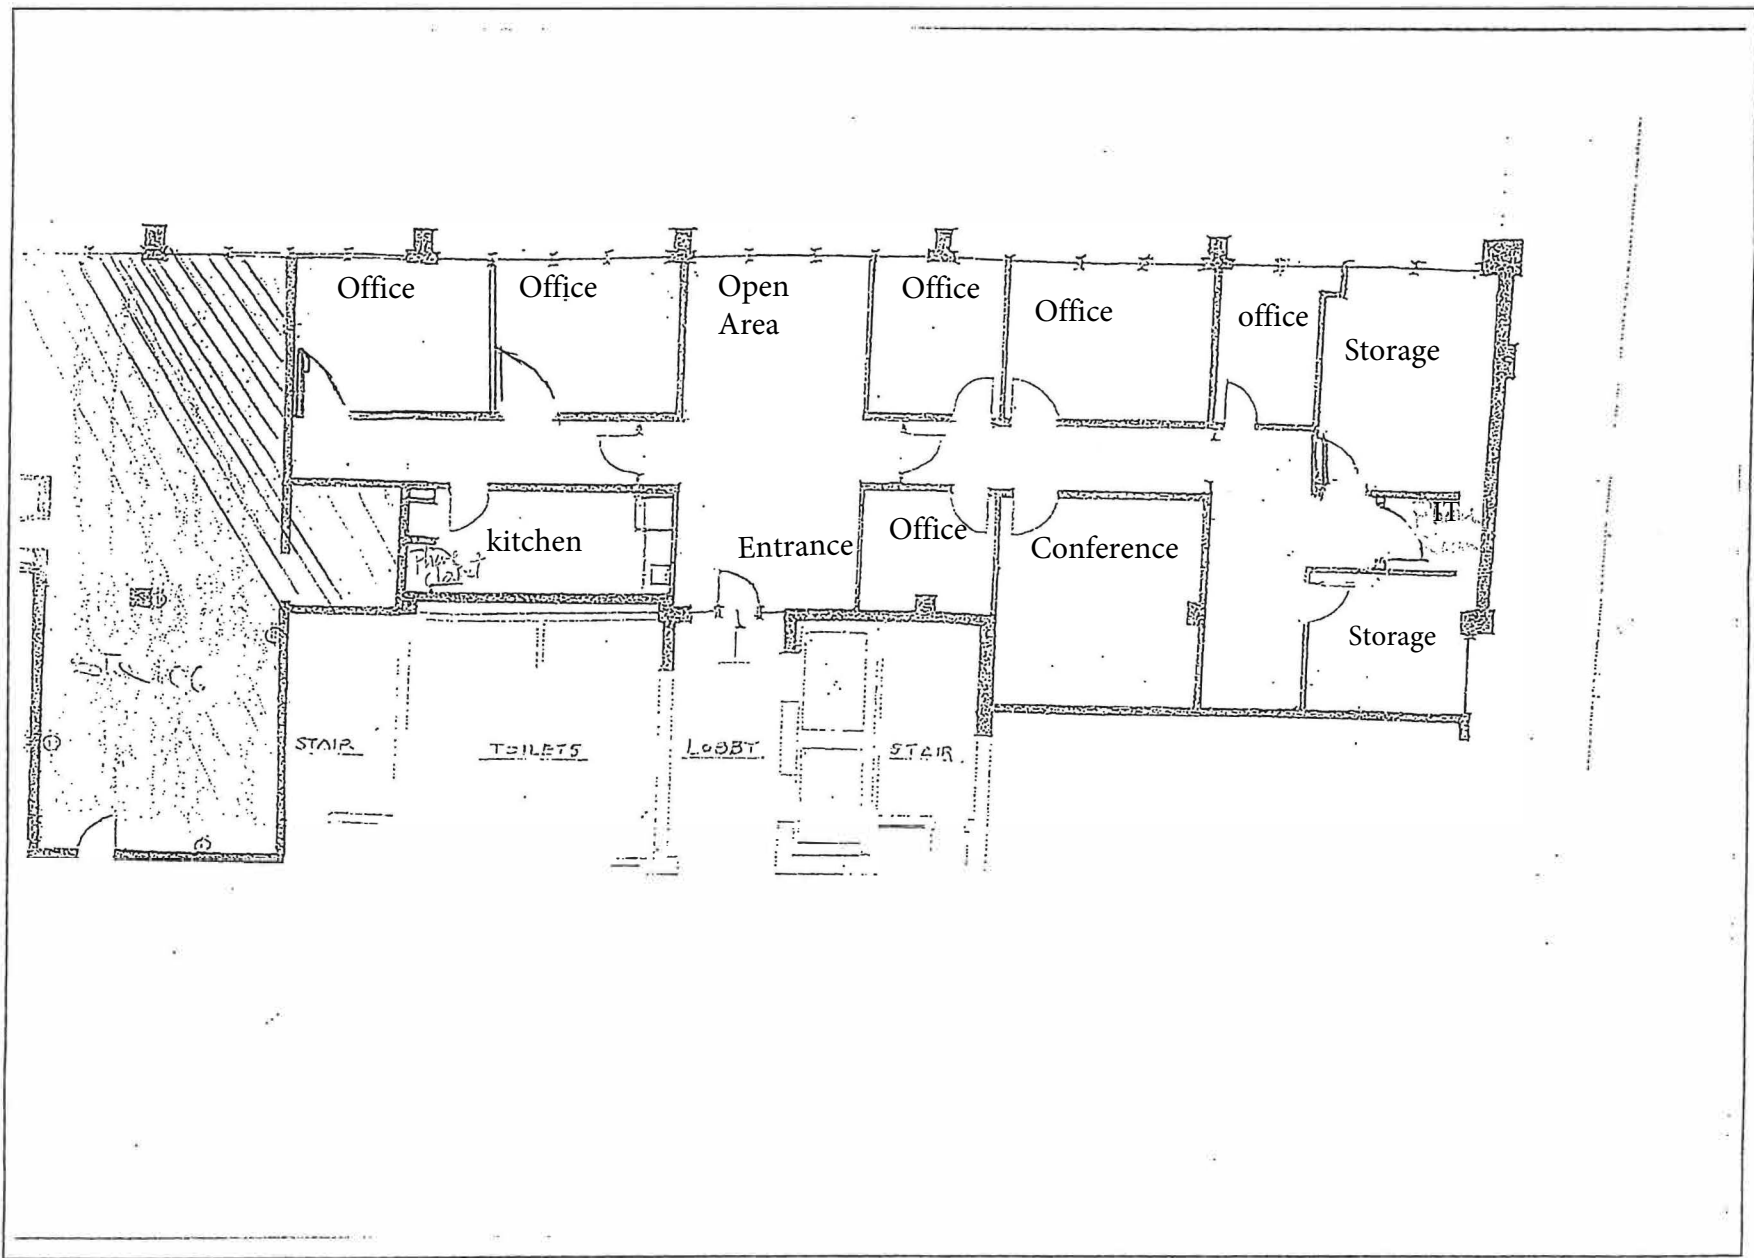 Office
Office
Open
Area
Office
Office
office
Storage
kitchen
Entrance
Office
Conference
IT
Storage
STAIR
TOILETS
LOBBY
STAIR